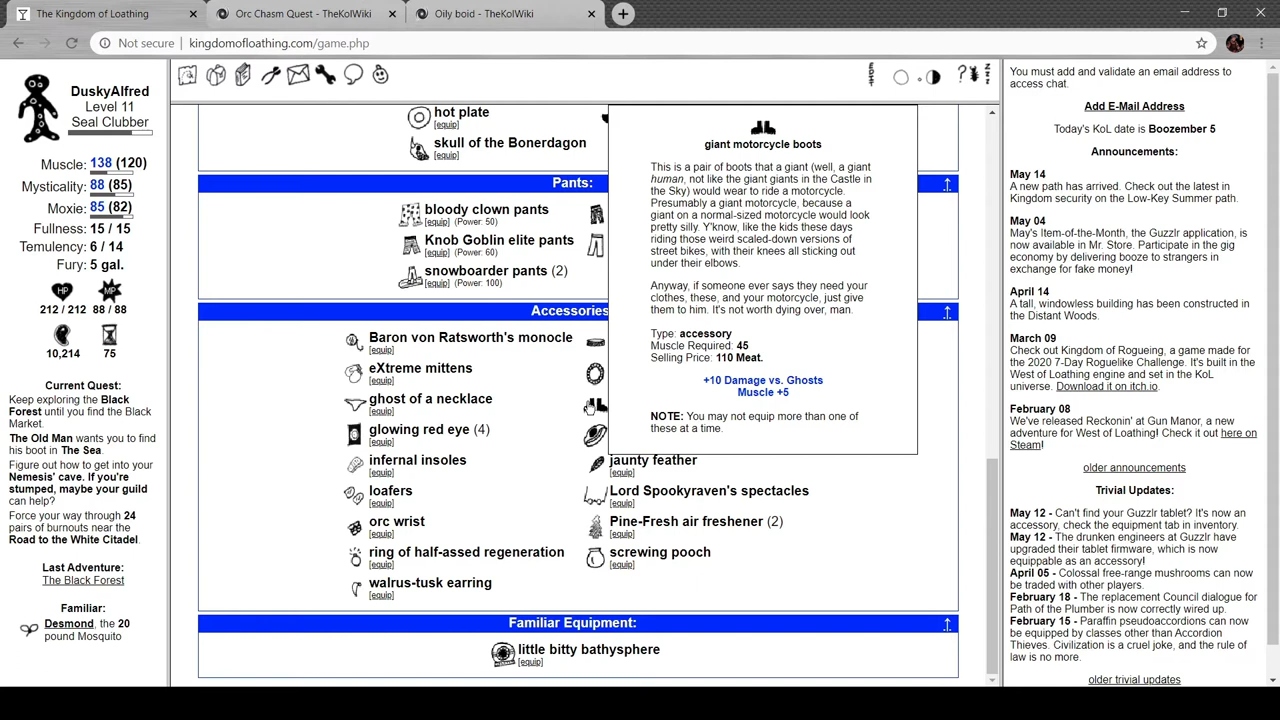 The Kingdom of Loathing
Orc Chasm Quest - TheKolWiki
Oily boid - TheKolWiki
Not secure | kingdomofloathing.com/game.php
DuskyAlfred
Level 11
Seal Clubber
Muscle: 138 (120)
Mysticality: 88 (85)
Moxie: 85 (82)
Fullness: 15 / 15
Temulency: 6 / 14
Fury: 5 gal.
HP MP
212 / 212 88 / 88
10,214 75
Current Quest:
Keep exploring the Black
Forest until you find the Black
Market.
The Old Man wants you to find
his boot in The Sea.
Figure out how to get into your
Nemesis' cave. If you're
stumped, maybe your guild
can help?
Force your way through 24
pairs of burnouts near the
Road to the White Citadel.
Last Adventure:
The Black Forest
Familiar:
Desmond, the 20
pound Mosquito
hot plate
[equip]
skull of the Bonerdagon
[equip]
Pants:
bloody clown pants
[equip] (Power: 50)
Knob Goblin elite pants
[equip] (Power: 60)
snowboarder pants (2)
[equip] (Power: 100)
Accessories
Baron von Ratsworth's monocle
[equip]
eXtreme mittens
[equip]
ghost of a necklace
[equip]
glowing red eye (4)
[equip]
infernal insoles
[equip]
jaunty feather
[equip]
loafers
[equip]
Lord Spookyraven's spectacles
[equip]
orc wrist
[equip]
Pine-Fresh air freshener (2)
[equip]
ring of half-assed regeneration
[equip]
screwing pooch
[equip]
walrus-tusk earring
[equip]
Familiar Equipment:
little bitty bathysphere
[equip]
giant motorcycle boots
This is a pair of boots that a giant (well, a giant
human, not like the giant giants in the Castle in
the Sky) would wear to ride a motorcycle.
Presumably a giant motorcycle, because a
giant on a normal-sized motorcycle would look
pretty silly. Y'know, like the kids these days
riding those weird scaled-down versions of
street bikes, with their knees all sticking out
under their elbows.
Anyway, if someone ever says they need your
clothes, these, and your motorcycle, just give
them to him. It's not worth dying over, man.
Type: accessory
Muscle Required: 45
Selling Price: 110 Meat.
+10 Damage vs. Ghosts
Muscle +5
NOTE: You may not equip more than one of
these at a time.
You must add and validate an email address to
access chat.
Add E-Mail Address
Today's KoL date is Boozember 5
Announcements:
May 14
A new path has arrived. Check out the latest in
Kingdom security on the Low-Key Summer path.
May 04
May's Item-of-the-Month, the Guzzlr application, is
now available in Mr. Store. Participate in the gig
economy by delivering booze to strangers in
exchange for fake money!
April 14
A tall, windowless building has been constructed in
the Distant Woods.
March 09
Check out Kingdom of Rogueing, a game made for
the 2020 7-Day Roguelike Challenge. It's built in the
West of Loathing engine and set in the KoL
universe. Download it on itch io.
February 08
We've released Reckonin' at Gun Manor, a new
adventure for West of Loathing! Check it out here on
Steam!
older announcements
Trivial Updates:
May 12 - Can't find your Guzzlr tablet? It's now an
accessory, check the equipment tab in inventory.
May 12 - The drunken engineers at Guzzlr have
upgraded their tablet firmware, which is now
equippable as an accessory!
April 05 - Colossal free-range mushrooms can now
be traded with other players.
February 18 - The replacement Council dialogue for
Path of the Plumber is now correctly wired up.
February 15 - Paraffin pseudoaccordions can now
be equipped by classes other than Accordion
Thieves. Civilization is a cruel joke, and the rule of
law is no more.
older trivial updates